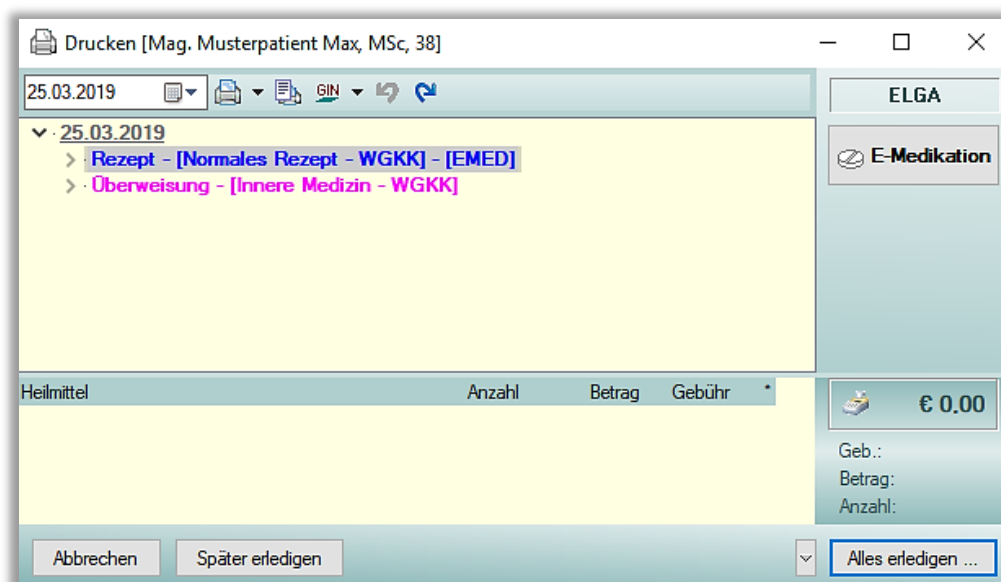 Drucken [Mag. Musterpatient Max, MSc, 38]
25.03.2019
GIN
ELGA
25.03.2019
Rezept - [Normales Rezept - WGKK] - [EMED]
Überweisung - [Innere Medizin - WGKK]
E-Medikation
Heilmittel Anzahl Betrag Gebühr *
€ 0,00
Geb.:
Betrag:
Anzahl:
Abbrechen Später erledigen Alles erledigen ...